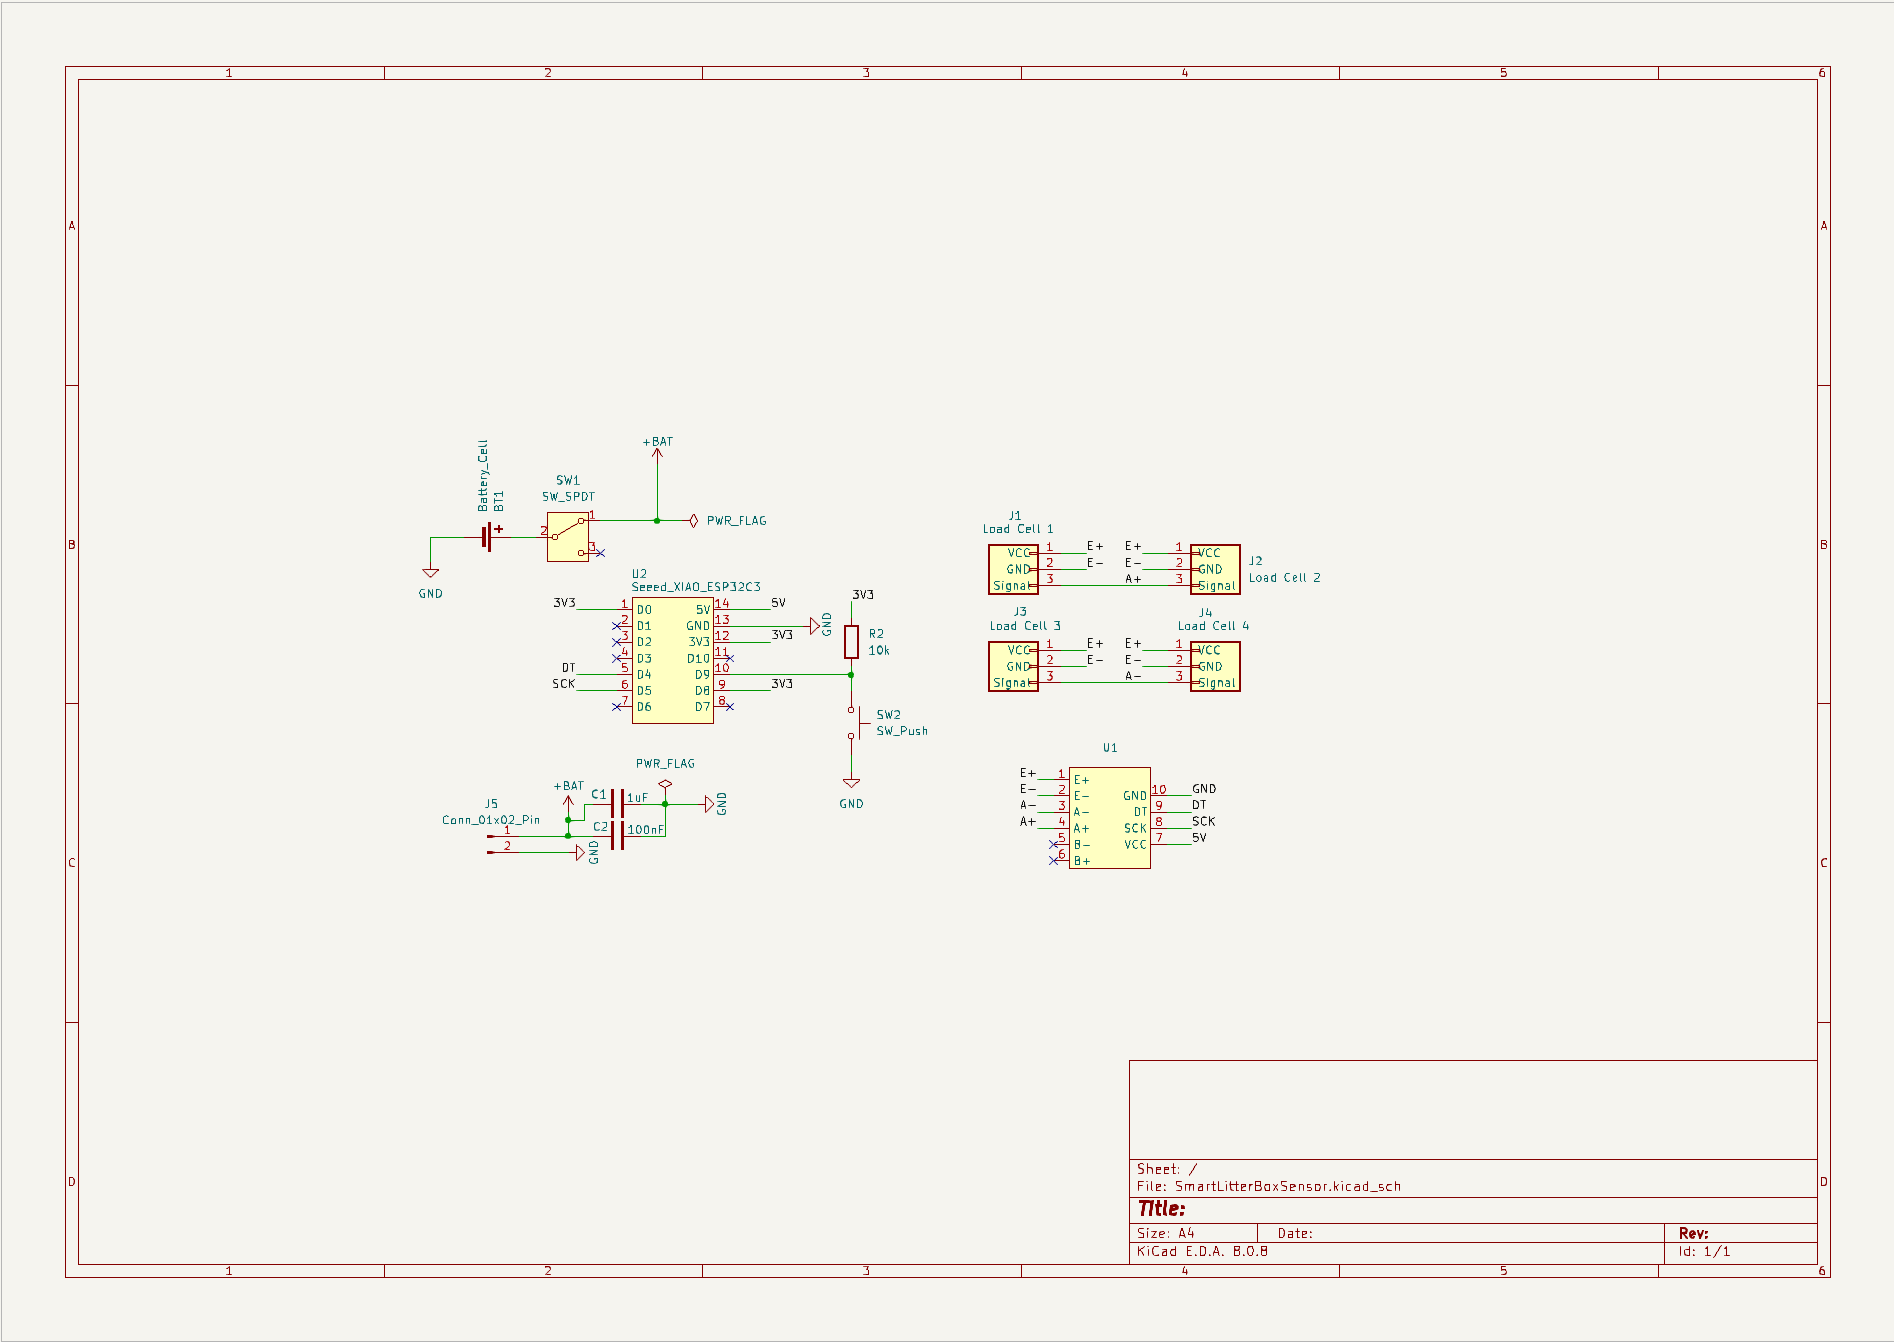 1 2 3 4 5 6
A A
B B
C C
D D
+BAT
Battery_Cell
BT1
+
GND
SW1
SW_SPDT
2
1
3
PWR_FLAG
U2
Seeed_XIAO_ESP32C3
3V3 1 D0 5V 14 5V
2 D1 GND 13 GND
3 D2 3V3 12 3V3
4 D3 D10 11
DT 5 D4 D9 10
SCK 6 D5 D8 9 3V3
7 D6 D7 8
3V3
R2
10k
SW2
SW_Push
GND
PWR_FLAG
+BAT
C1 1uF GND
C2 100nF
J5
Conn_01x02_Pin
1
2 GND
J1
Load Cell 1
VCC 1 E+
GND 2 E-
Signal 3
E+ 1 VCC
E- 2 GND
A+ 3 Signal
J2
Load Cell 2
J3
Load Cell 3
VCC 1 E+
GND 2 E-
Signal 3
J4
Load Cell 4
E+ 1 VCC
E- 2 GND
A- 3 Signal
U1
E+ 1 E+
E- 2 E- GND 10 GND
A- 3 A- DT 9 DT
A+ 4 A+ SCK 8 SCK
5 B- VCC 7 5V
6 B+
Sheet: /
File: SmartLitterBoxSensor.kicad_sch
Title:
Size: A4 Date: Rev:
KiCad E.D.A. 8.0.8 Id: 1/1
1 2 3 4 5 6